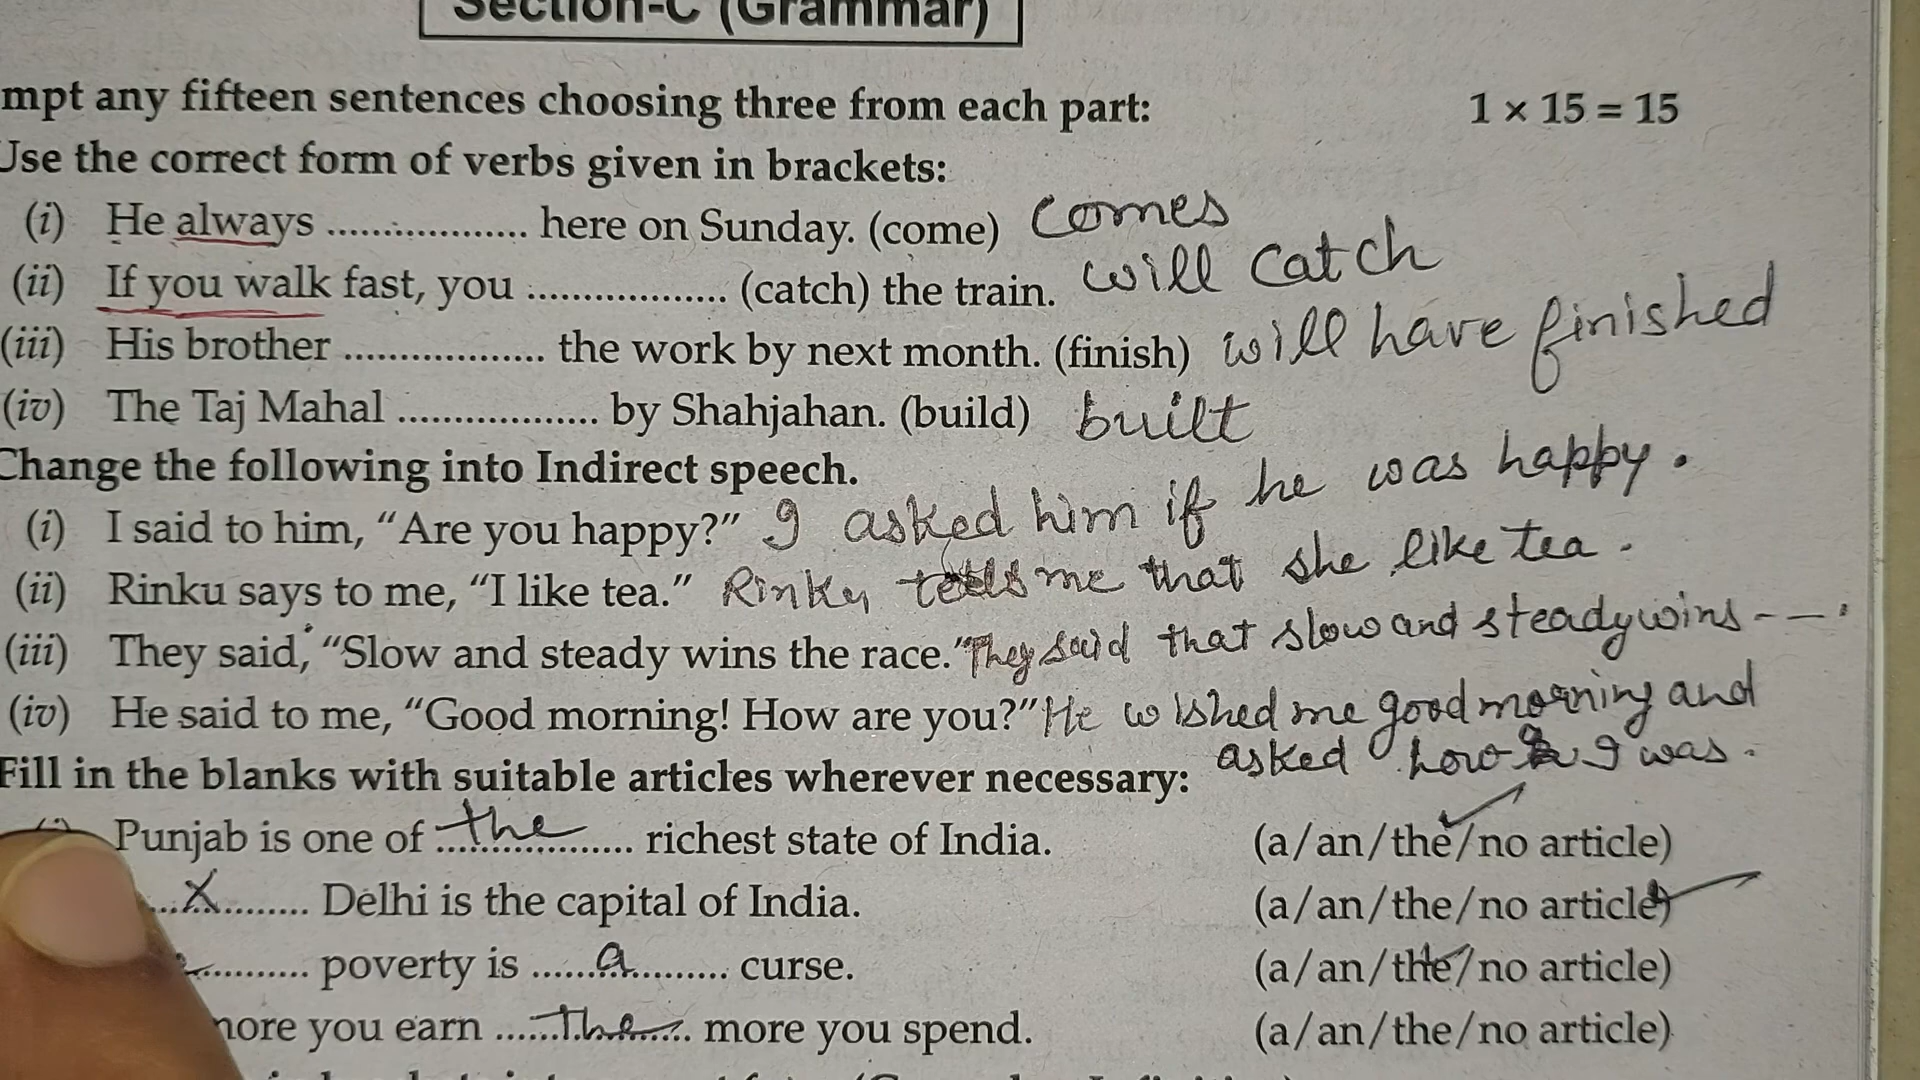 Section-C (Grammar)
mpt any fifteen sentences choosing three from each part: 1 × 15 = 15
Use the correct form of verbs given in brackets:
(i) He always .................. here on Sunday. (come) comes
(ii) If you walk fast, you .................. (catch) the train. will catch
(iii) His brother .................. the work by next month. (finish) will have finished
(iv) The Taj Mahal .................. by Shahjahan. (build) built
Change the following into Indirect speech.
(i) I said to him, “Are you happy?” I asked him if he was happy.
(ii) Rinku says to me, “I like tea.” Rinku tells me that she like tea.
(iii) They said, “Slow and steady wins the race.” They said that slow and steady wins - - -
(iv) He said to me, “Good morning! How are you?” He wished me good morning and
asked how I was.
Fill in the blanks with suitable articles wherever necessary:
Punjab is one of ...the... richest state of India. (a/an/the/no article)
...X........ Delhi is the capital of India. (a/an/the/no article)
.......... poverty is ......a.......... curse. (a/an/the/no article)
more you earn ......the... more you spend. (a/an/the/no article)